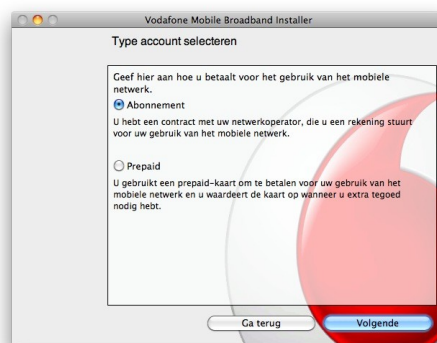 Vodafone Mobile Broadband Installer
Type account selecteren
Geef hier aan hoe u betaalt voor het gebruik van het mobiele
netwerk.
Abonnement
U hebt een contract met uw netwerkoperator, die u een rekening stuurt
voor uw gebruik van het mobiele netwerk.
Prepaid
U gebruikt een prepaid-kaart om te betalen voor uw gebruik van het
mobiele netwerk en u waardeert de kaart op wanneer u extra tegoed
nodig hebt.
Ga terug
Volgende